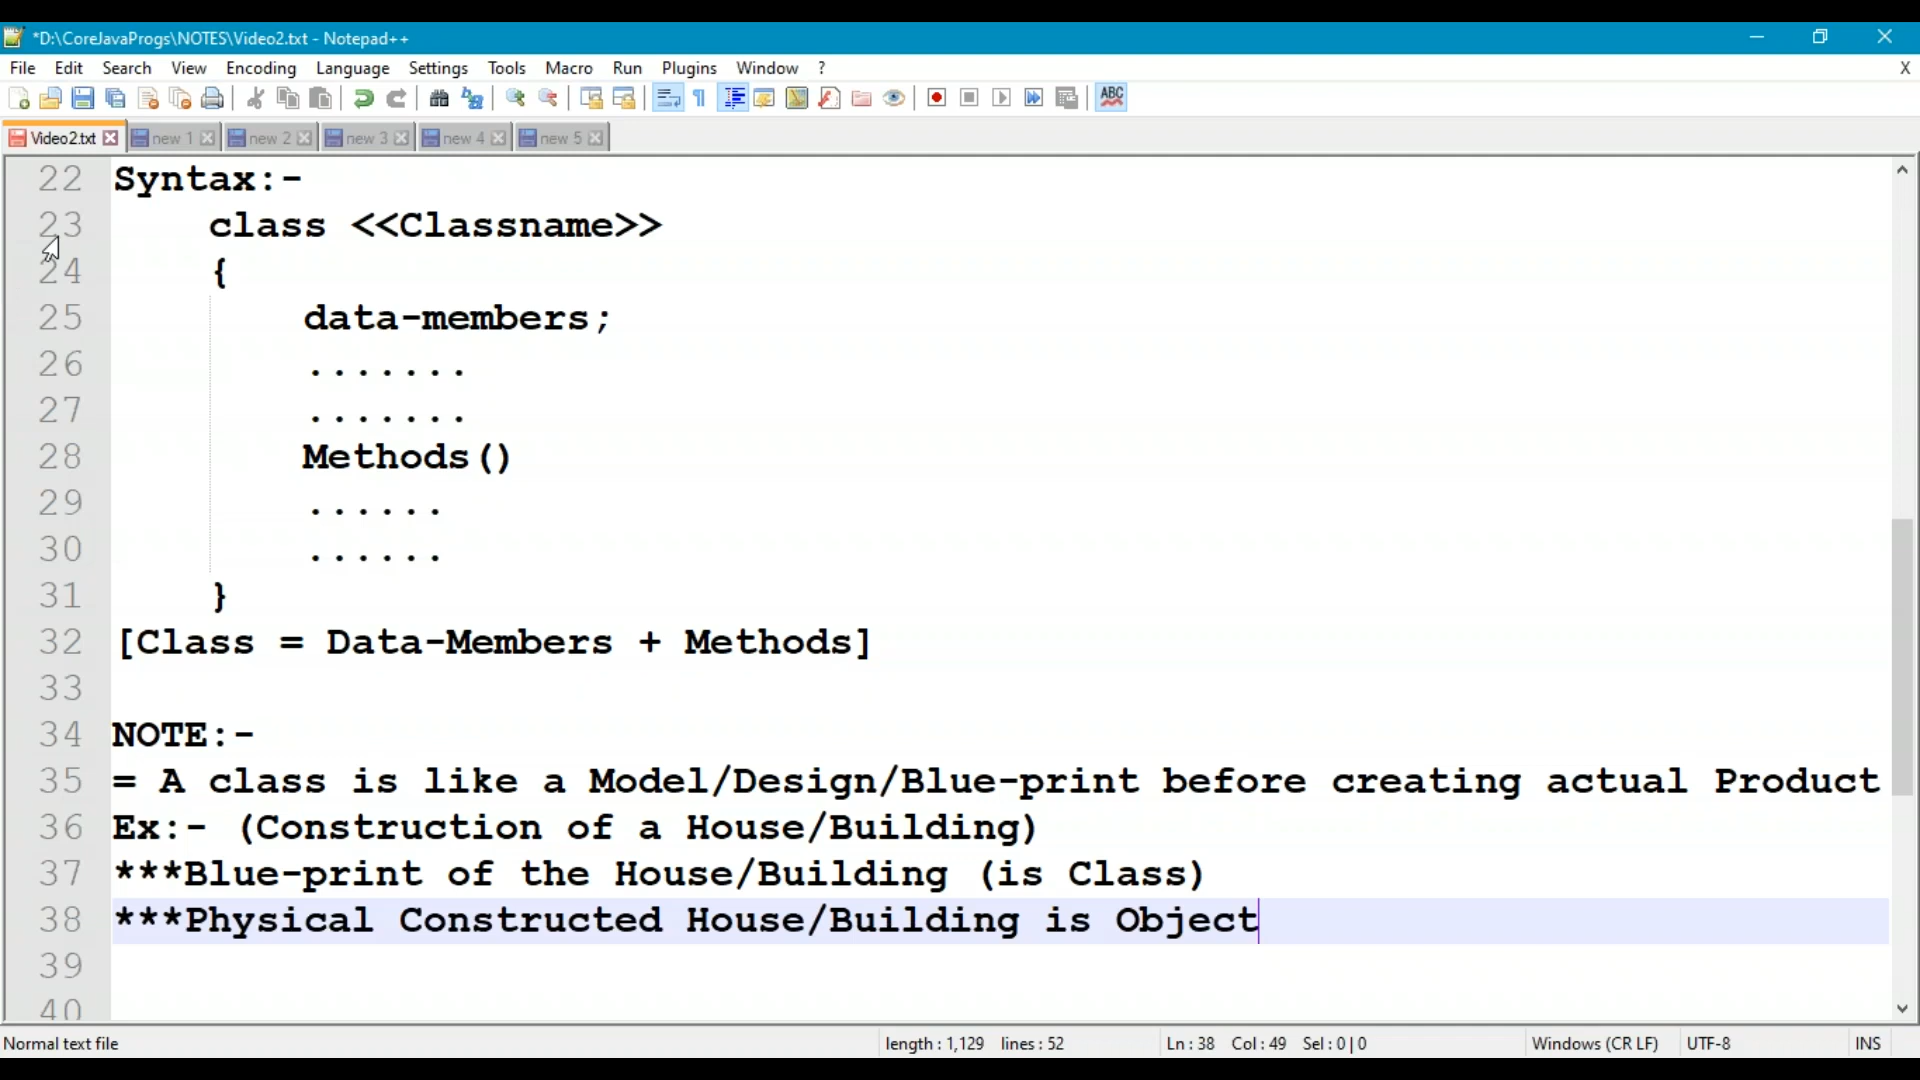 *D:\CoreJavaProgs\NOTES\Video2.txt - Notepad++
File Edit Search View Encoding Language Settings Tools Macro Run Plugins Window ? X
ABC
Video2.txt new 1 new 2 new 3 new 4 new 5
22 Syntax:-
23 class <<Classname>>
24 {
25 data-members;
26 .......
27 .......
28 Methods()
29 ......
30 ......
31 }
32 [Class = Data-Members + Methods]
33
34 NOTE:-
35 = A class is like a Model/Design/Blue-print before creating actual Product
36 Ex:- (Construction of a House/Building)
37 ***Blue-print of the House/Building (is Class)
38 ***Physical Constructed House/Building is Object
39
40
Normal text file length : 1,129 lines : 52 Ln : 38 Col : 49 Sel : 0 | 0 Windows (CR LF) UTF-8 INS